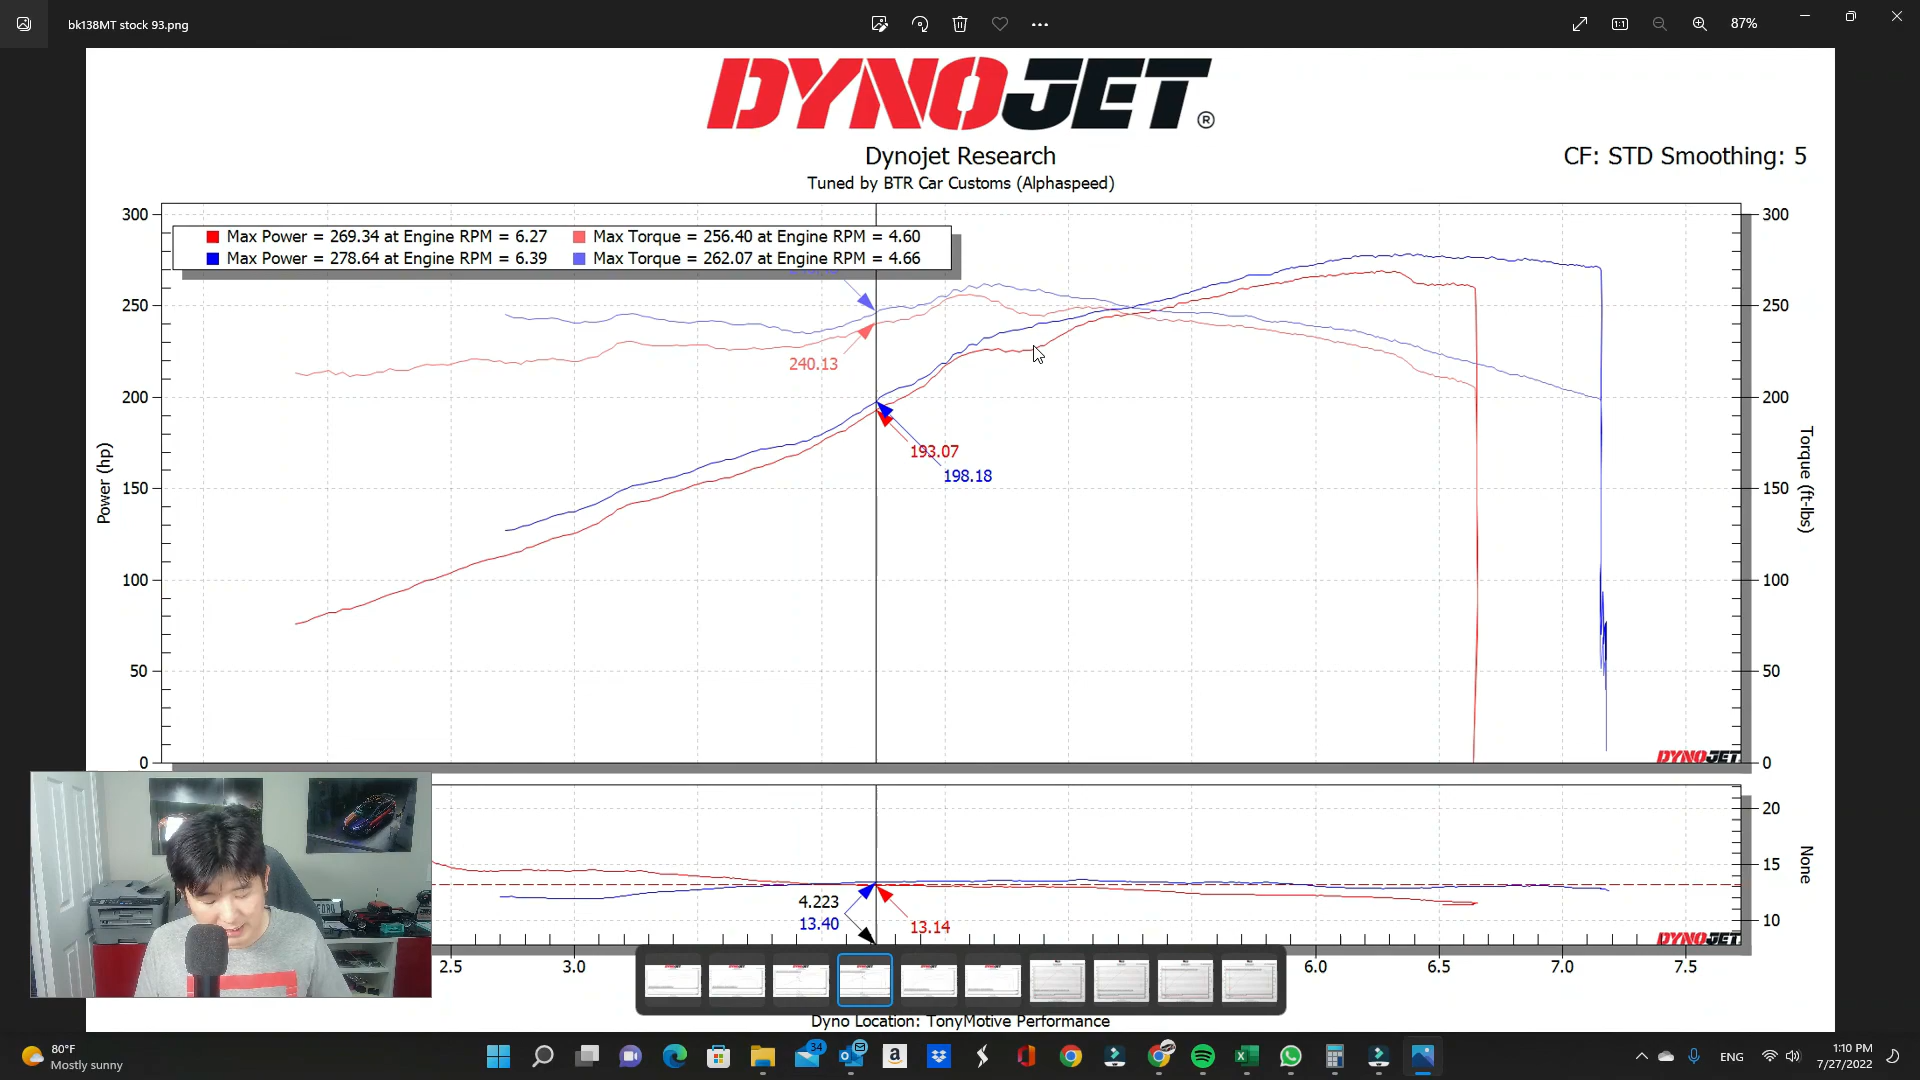 bk138MT stock 93.png
87%
DYNOJET®
Dynojet Research
CF: STD Smoothing: 5
Tuned by BTR Car Customs (Alphaspeed)
Max Power = 269.34 at Engine RPM = 6.27
Max Torque = 256.40 at Engine RPM = 4.60
Max Power = 278.64 at Engine RPM = 6.39
Max Torque = 262.07 at Engine RPM = 4.66
300
250
200
150
100
50
0
Power (hp)
300
250
200
150
100
50
0
Torque (ft-lbs)
240.13
193.07
198.18
DYNOJET
20
15
10
None
4.223
13.40
13.14
DYNOJET
2.5 3.0 6.0 6.5 7.0 7.5
Dyno Location: TonyMotive Performance
80°F
Mostly sunny
34
ENG
1:10 PM
7/27/2022